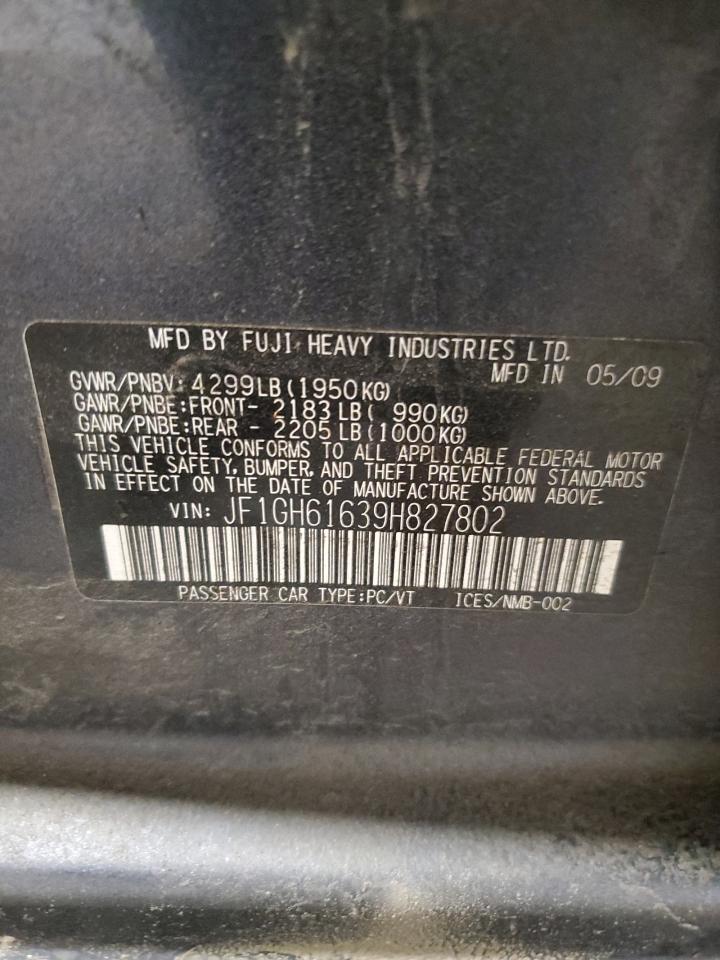 MFD BY FUJI HEAVY INDUSTRIES LTD.
MFD IN 05/09
GVWR/PNBV: 4299LB(1950KG)
GAWR/PNBE:FRONT- 2183LB( 990KG)
GAWR/PNBE:REAR - 2205LB(1000KG)
THIS VEHICLE CONFORMS TO ALL APPLICABLE FEDERAL MOTOR
VEHICLE SAFETY, BUMPER, AND THEFT PREVENTION STANDARDS
IN EFFECT ON THE DATE OF MANUFACTURE SHOWN ABOVE.
VIN: JF1GH61639H827802
PASSENGER CAR TYPE:PC/VT ICES/NMB-002